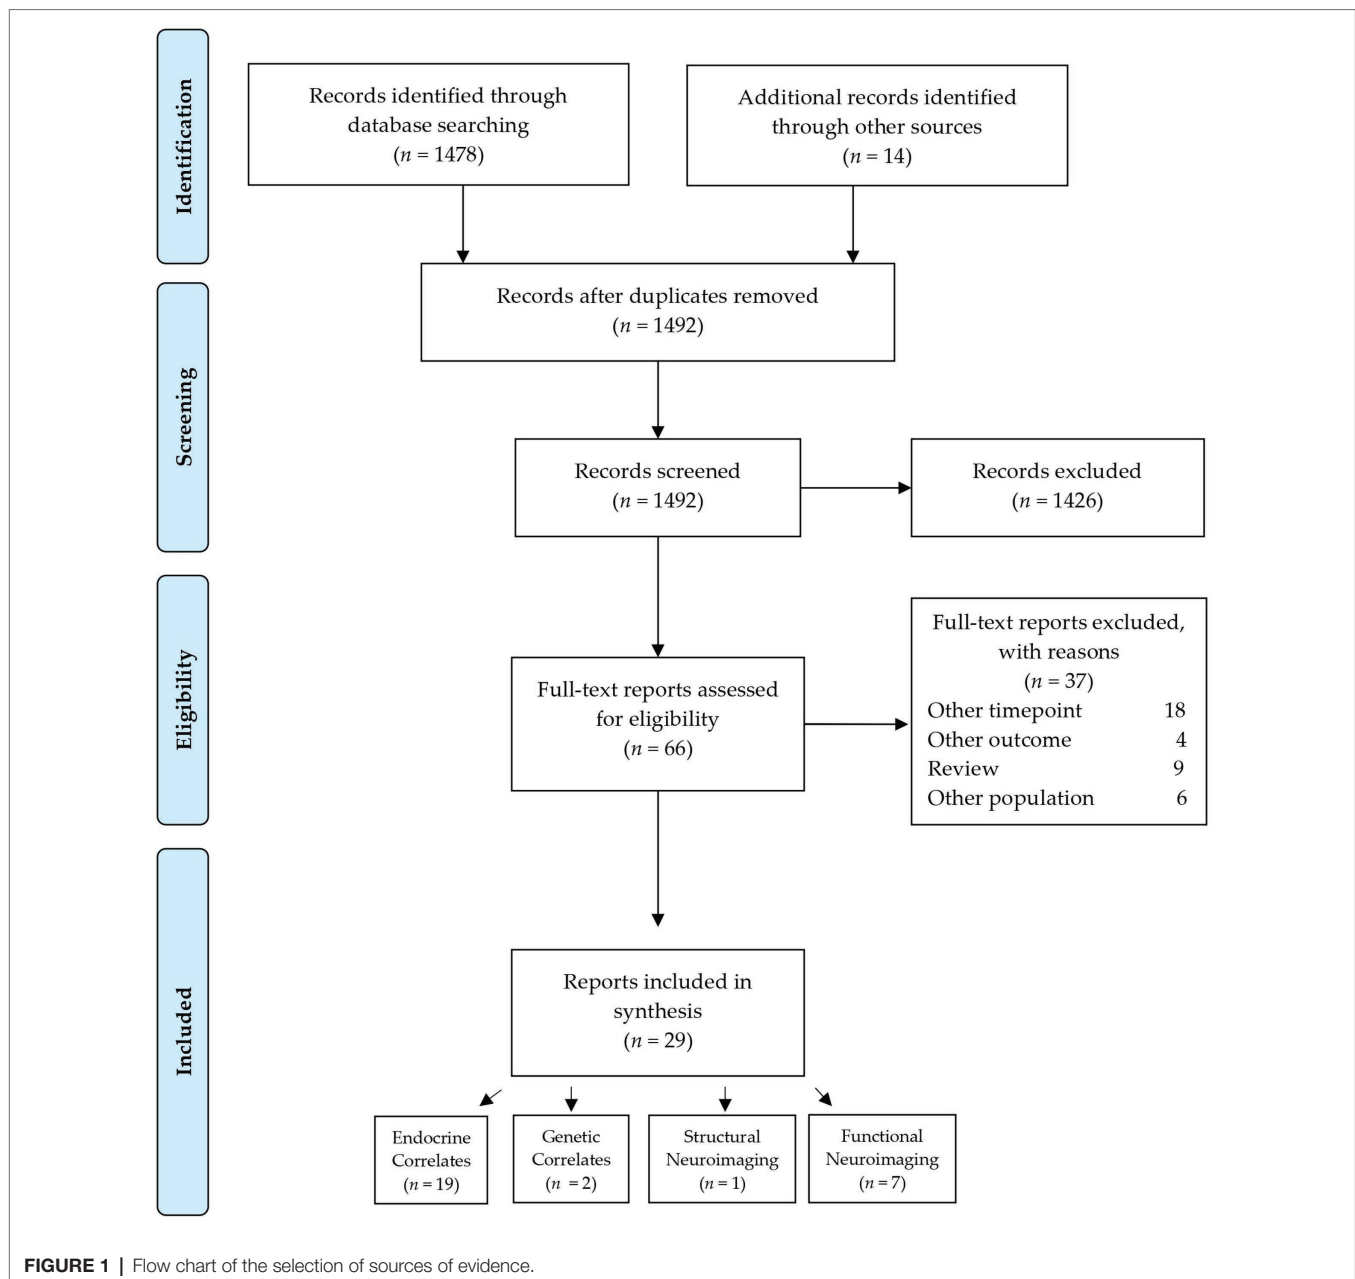 Identification
Records identified through
database searching
(n = 1478)
Additional records identified
through other sources
(n = 14)
Records after duplicates removed
(n = 1492)
Screening
Records screened
(n = 1492)
Records excluded
(n = 1426)
Eligibility
Full-text reports assessed
for eligibility
(n = 66)
Full-text reports excluded,
with reasons
(n = 37)
Other timepoint 18
Other outcome 4
Review 9
Other population 6
Included
Reports included in
synthesis
(n = 29)
Endocrine
Correlates
(n = 19)
Genetic
Correlates
(n = 2)
Structural
Neuroimaging
(n = 1)
Functional
Neuroimaging
(n = 7)
FIGURE 1 | Flow chart of the selection of sources of evidence.